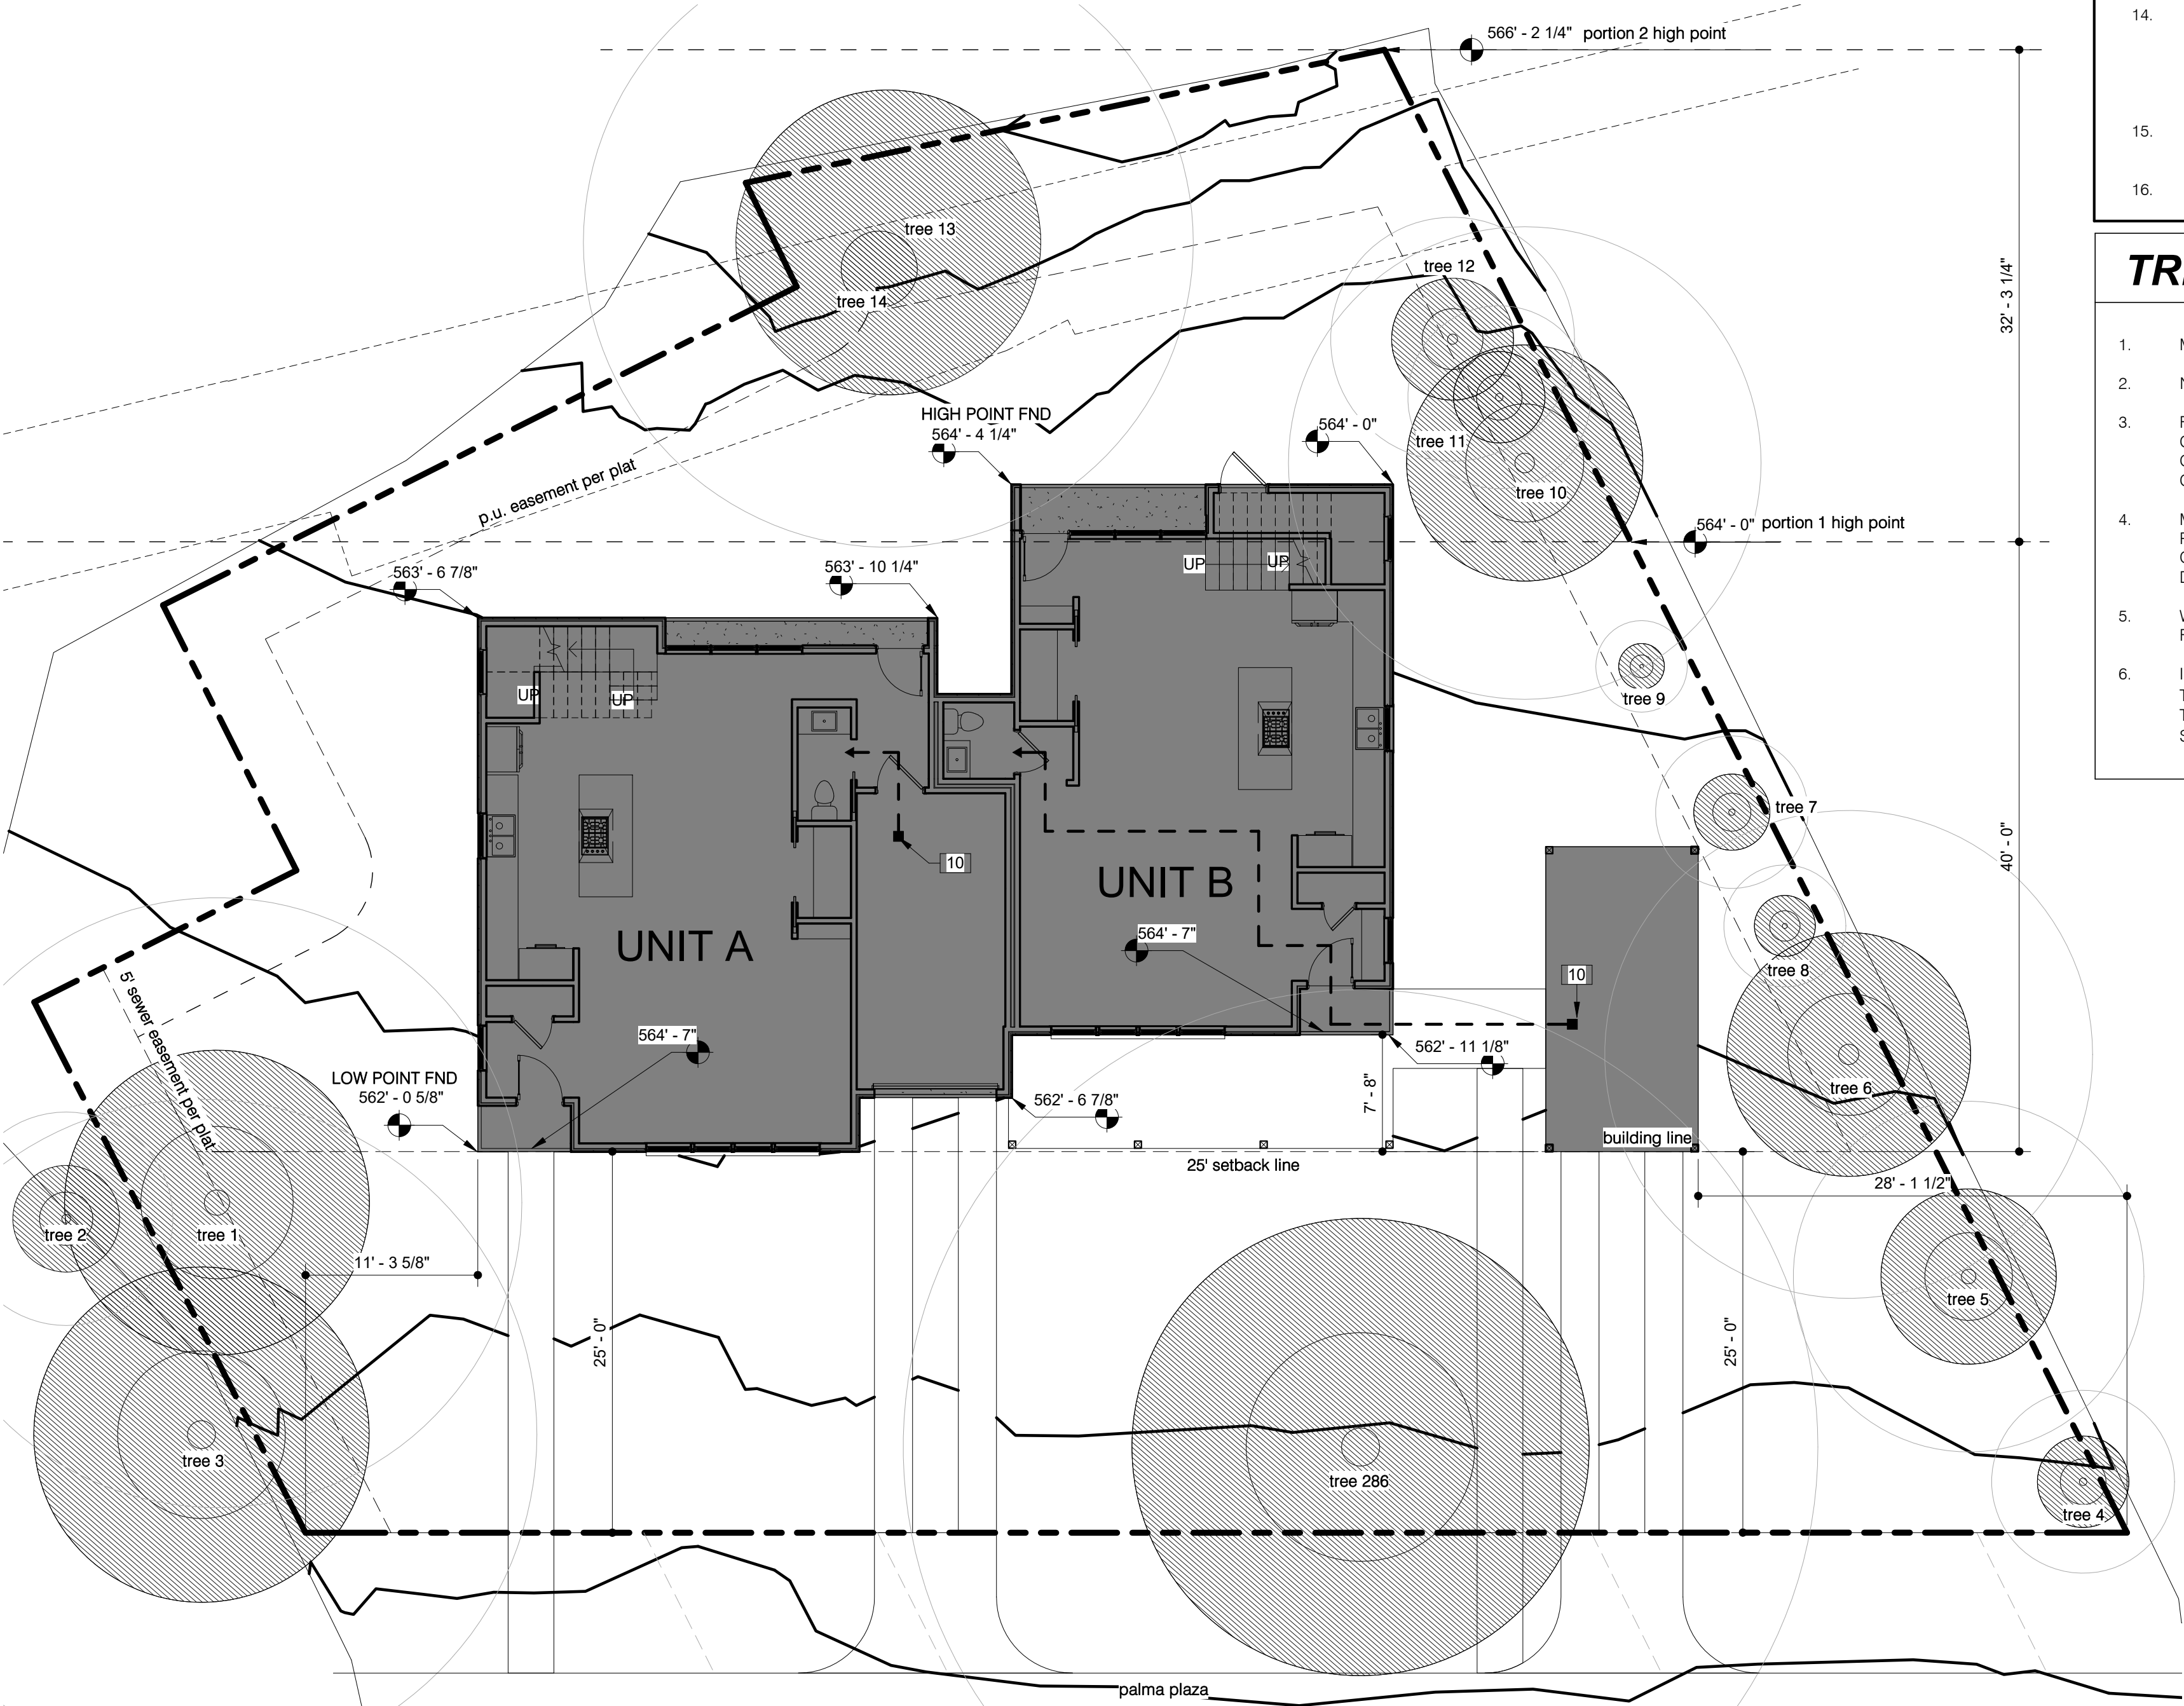 14.
566' - 2 1/4" portion 2 high point
15.
16.
tree 13
tree 12
tree 14
32' - 3 1/4"
1.
2.
3.
4.
5.
6.
HIGH POINT FND
564' - 4 1/4"
564' - 0"
tree 11
p.u. easement per plat
tree 10
564' - 0" portion 1 high point
563' - 6 7/8"
563' - 10 1/4"
UP
UP
UP
UP
tree 9
tree 7
40' - 0"
10
UNIT B
UNIT A
564' - 7"
tree 8
10
5' sewer easement per plat
564' - 7"
562' - 11 1/8"
LOW POINT FND
562' - 0 5/8"
562' - 6 7/8"
7' - 8"
tree 6
building line
25' setback line
28' - 1 1/2"
tree 2
tree 1
11' - 3 5/8"
tree 5
25' - 0"
25' - 0"
tree 3
tree 286
tree 4
palma plaza